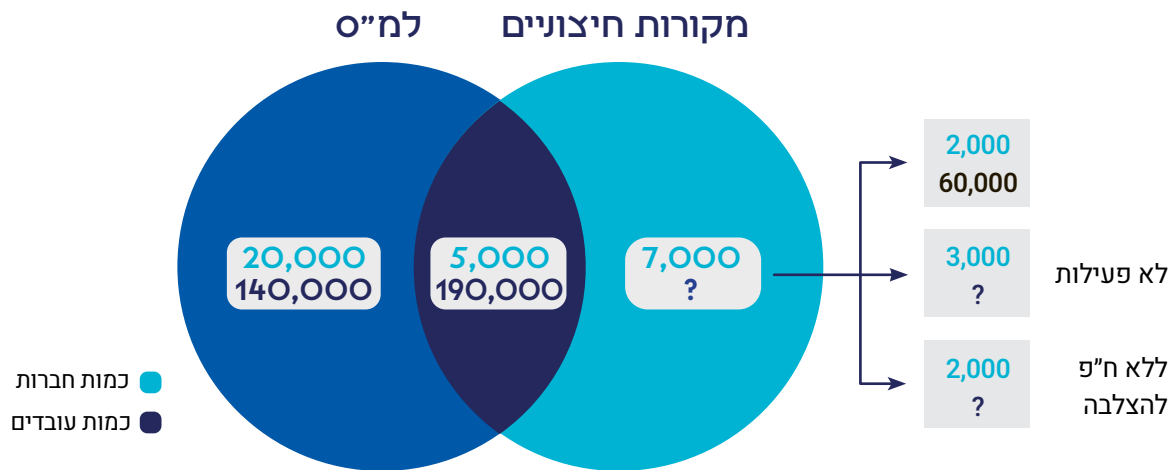 מקורות חיצוניים
למ״ס
20,000
140,000
5,000
190,000
7,000
?
2,000
60,000
3,000
?
לא פעילות
2,000
?
ללא ח״פ
להצלבה
כמות חברות
כמות עובדים